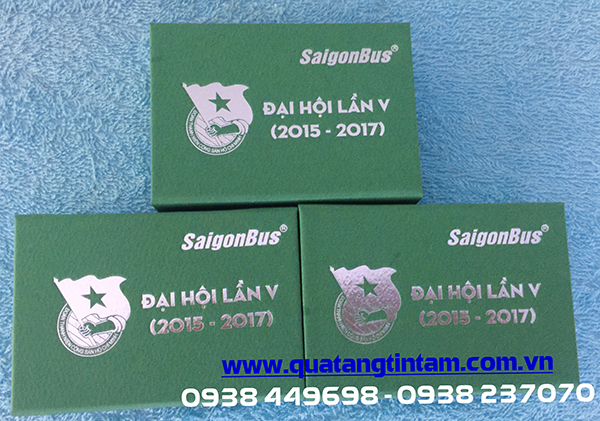 SaigonBus®
ĐẠI HỘI LẦN V
(2015 - 2017)
SaigonBus®
ĐẠI HỘI LẦN V
(2015 - 2017)
SaigonBus®
ĐẠI HỘI LẦN V
(2015 - 2017)
www.quatangtintam.com.vn
0938 449698 - 0938 237070